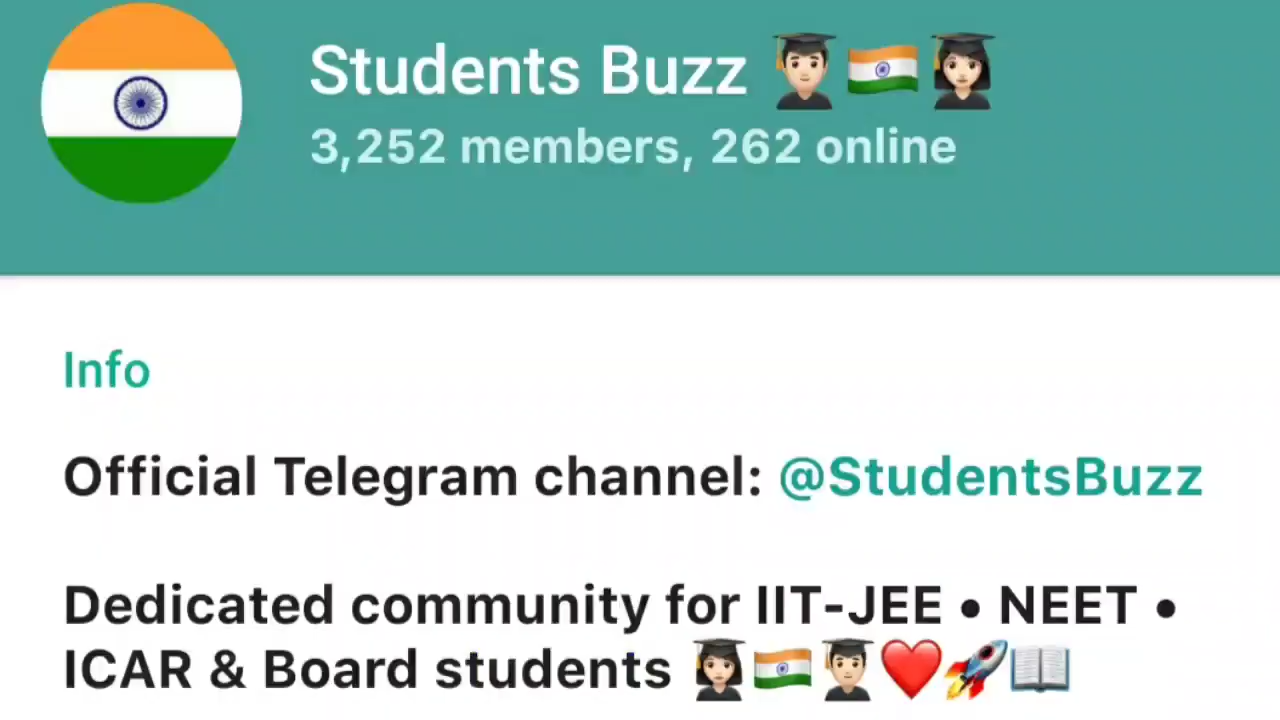 Students Buzz 👨🏻‍🎓🇮🇳👩🏻‍🎓
3,252 members, 262 online
Info
Official Telegram channel: @StudentsBuzz
Dedicated community for IIT-JEE • NEET •
ICAR & Board students 👩🏻‍🎓🇮🇳👨🏻‍🎓❤️🚀📖